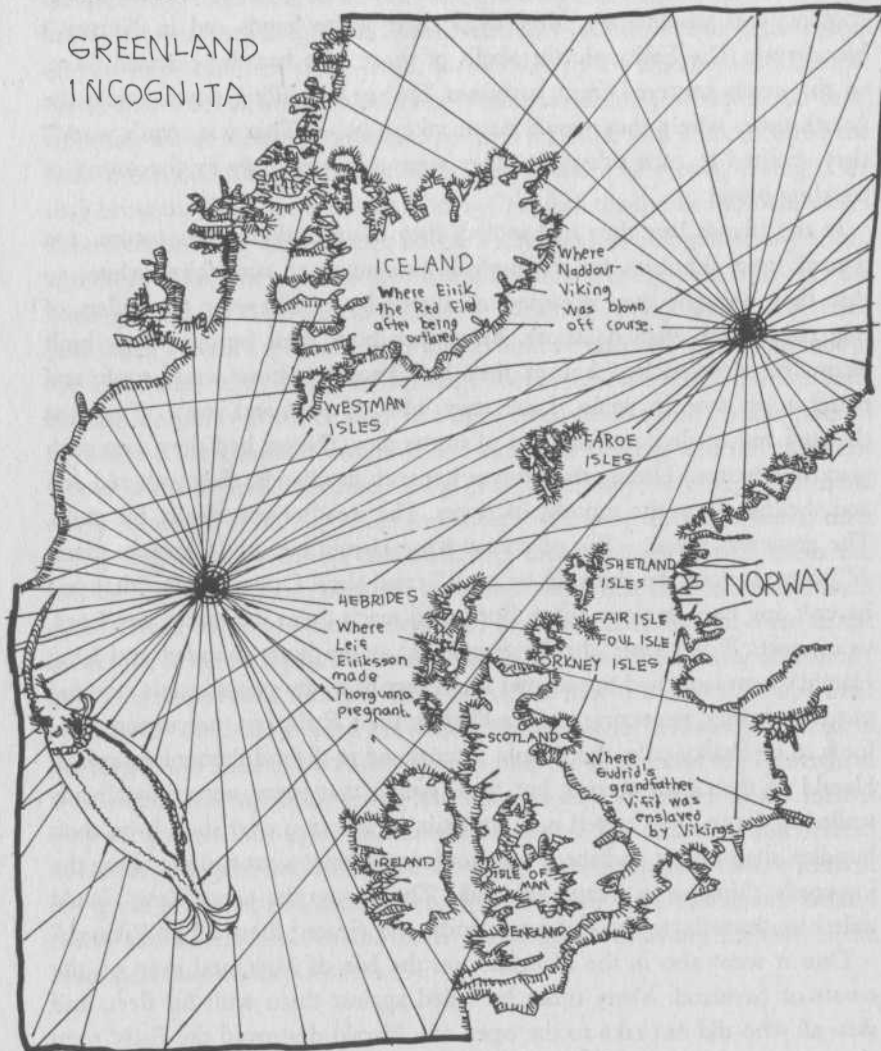 GREENLAND
INCOGNITA
ICELAND
Where Eirik
the Red Fled
after being
outlawed.
Where
Naddour
Viking
was blown
off course.
WESTMAN
ISLES
FAROE
ISLES
SHETLAND
ISLES
NORWAY
HEBRIDES
Where
Leif
Eiriksson
made
Thorgunna
pregnant.
FAIR ISLE
FOUL ISLE
ORKNEY ISLES
SCOTLAND
Where
Gudrid's
grandfather
Vifil was
enslaved
by Vikings.
IRELAND
ISLE OF
MAN
ENGLAND